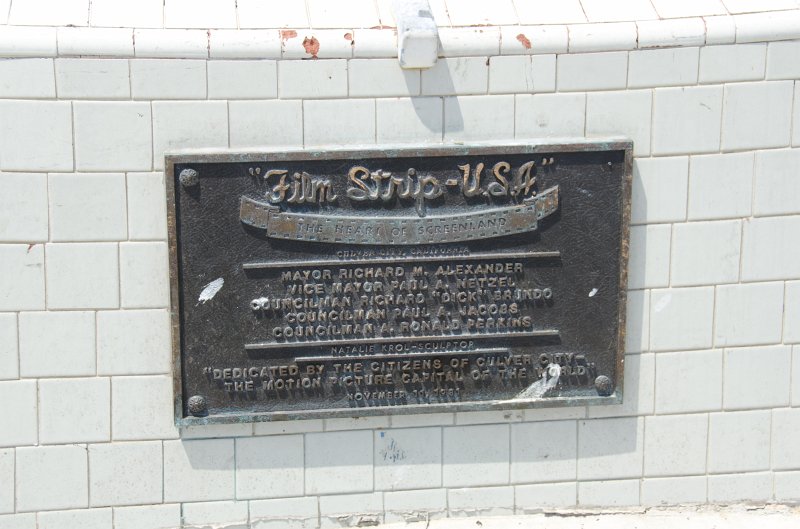 "Film Strip-U.S.A."
THE HEART OF SCREENLAND
CULVER CITY, CALIFORNIA
MAYOR RICHARD M. ALEXANDER
VICE MAYOR PAUL A. NETZEL
COUNCILMAN RICHARD "DICK" BRUNDO
COUNCILMAN PAUL A. JACOBS
COUNCILMAN A. RONALD PERKINS
NATALIE KROL-SCULPTOR
"DEDICATED BY THE CITIZENS OF CULVER CITY-
THE MOTION PICTURE CAPITAL OF THE WORLD"
NOVEMBER